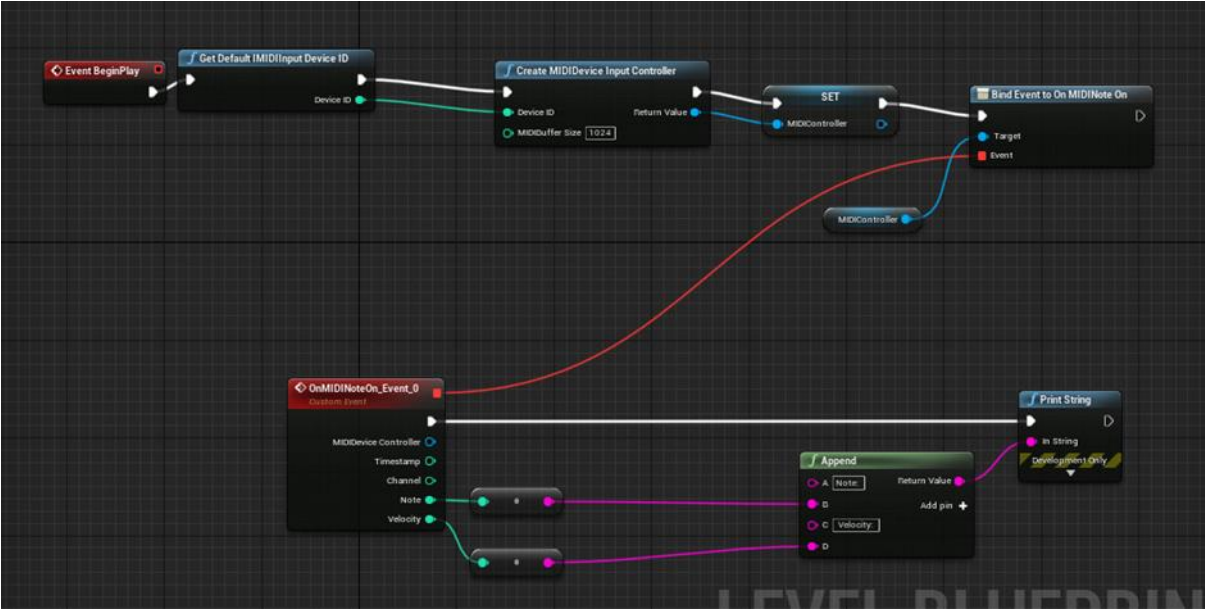 Event BeginPlay
Get Default IMIDIInput Device ID
Device ID
Create MIDIDevice Input Controller
Device ID
Return Value
MIDIBuffer Size 1024
SET
MIDIController
Bind Event to On MIDINote On
Target
Event
MIDIController
OnMIDINoteOn_Event_0
Custom Event
MIDIDevice Controller
Timestamp
Channel
Note
Velocity
Append
A Note:
Return Value
B
Add pin
C Velocity:
D
Print String
In String
Development Only
LEVEL BLUEPRIN